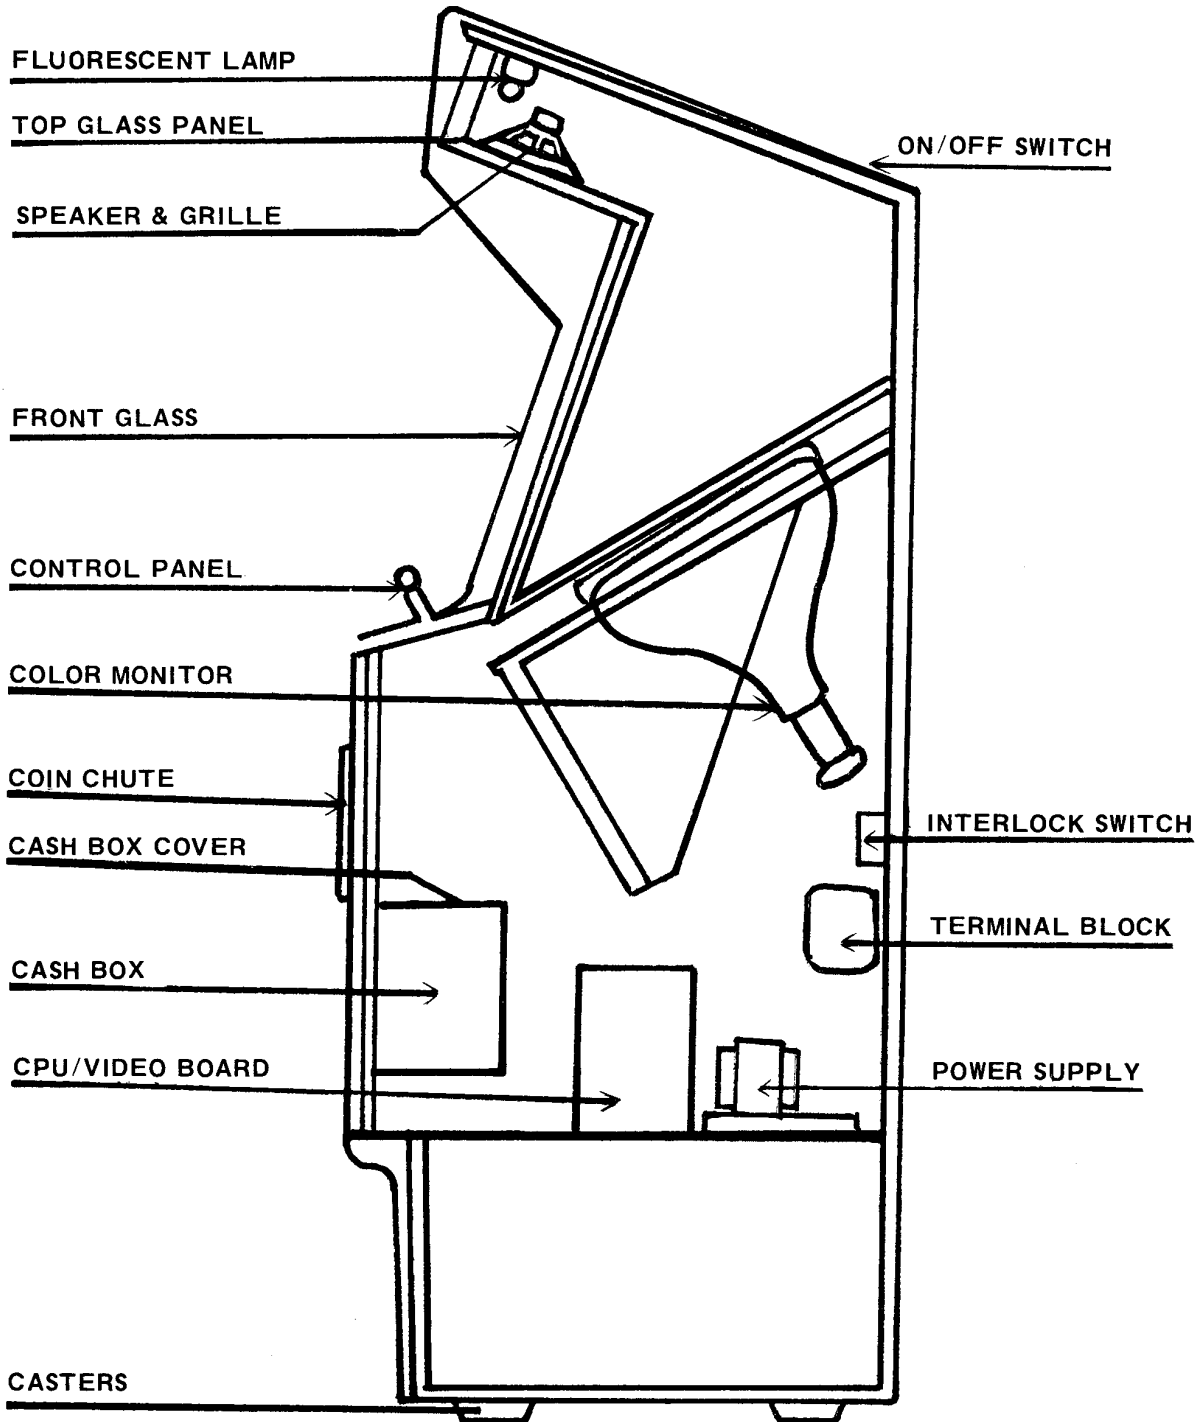 FLUORESCENT LAMP
TOP GLASS PANEL
SPEAKER & GRILLE
FRONT GLASS
CONTROL PANEL
COLOR MONITOR
COIN CHUTE
CASH BOX COVER
CASH BOX
CPU/VIDEO BOARD
CASTERS
ON/OFF SWITCH
INTERLOCK SWITCH
TERMINAL BLOCK
POWER SUPPLY